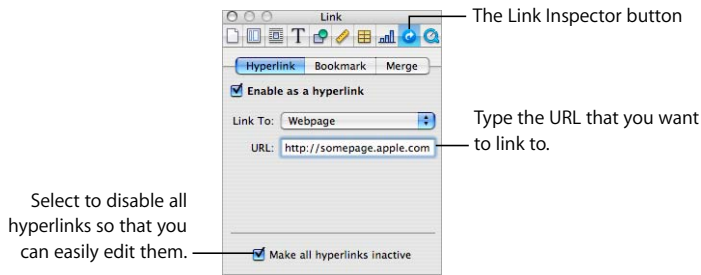 Link
The Link Inspector button
T
Hyperlink Bookmark Merge
Enable as a hyperlink
Link To: Webpage
URL: http://somepage.apple.com
Type the URL that you want
to link to.
Select to disable all
hyperlinks so that you
can easily edit them.
Make all hyperlinks inactive